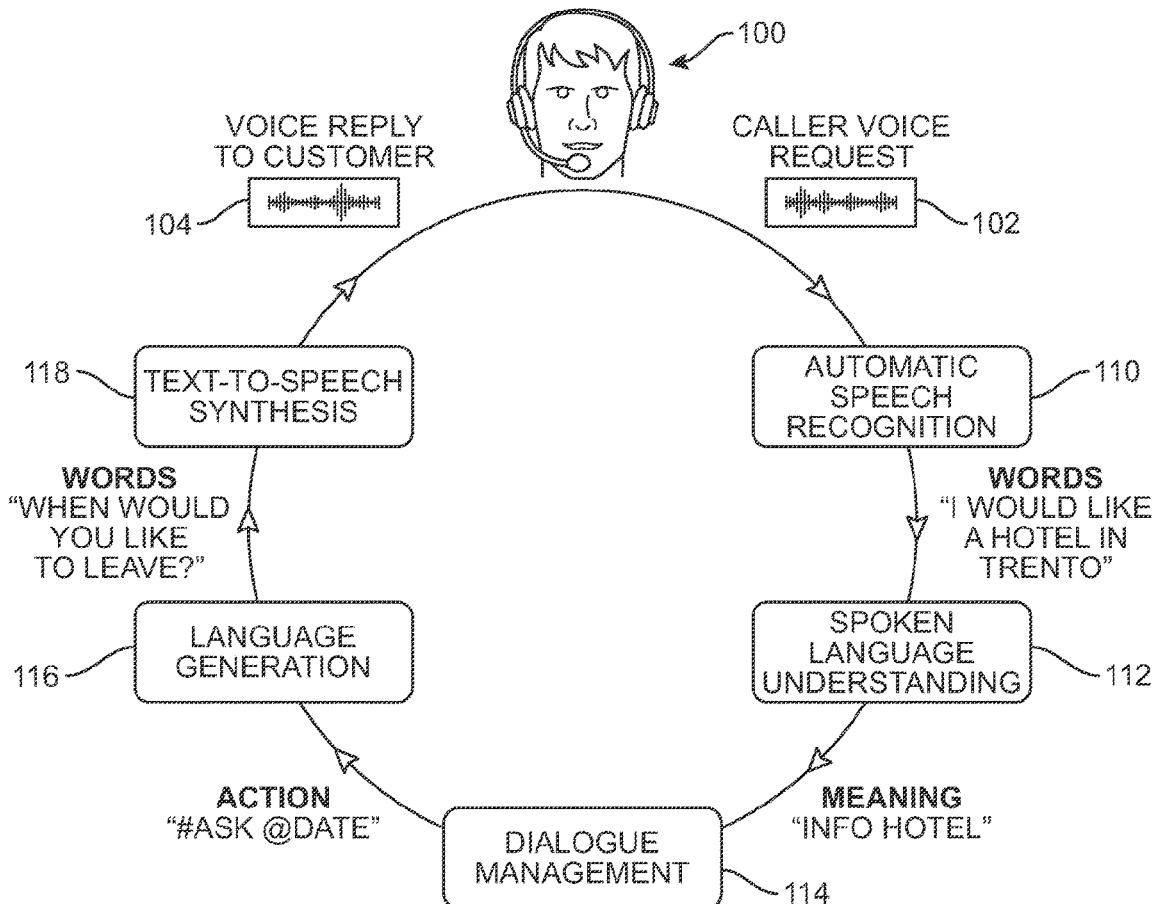 100
VOICE REPLY
TO CUSTOMER
104
CALLER VOICE
REQUEST
102
118
TEXT-TO-SPEECH
SYNTHESIS
AUTOMATIC
SPEECH
RECOGNITION
110
WORDS
“WHEN WOULD
YOU LIKE
TO LEAVE?”
WORDS
“I WOULD LIKE
A HOTEL IN
TRENTO”
116
LANGUAGE
GENERATION
SPOKEN
LANGUAGE
UNDERSTANDING
112
ACTION
“#ASK @DATE”
MEANING
“INFO HOTEL”
DIALOGUE
MANAGEMENT
114